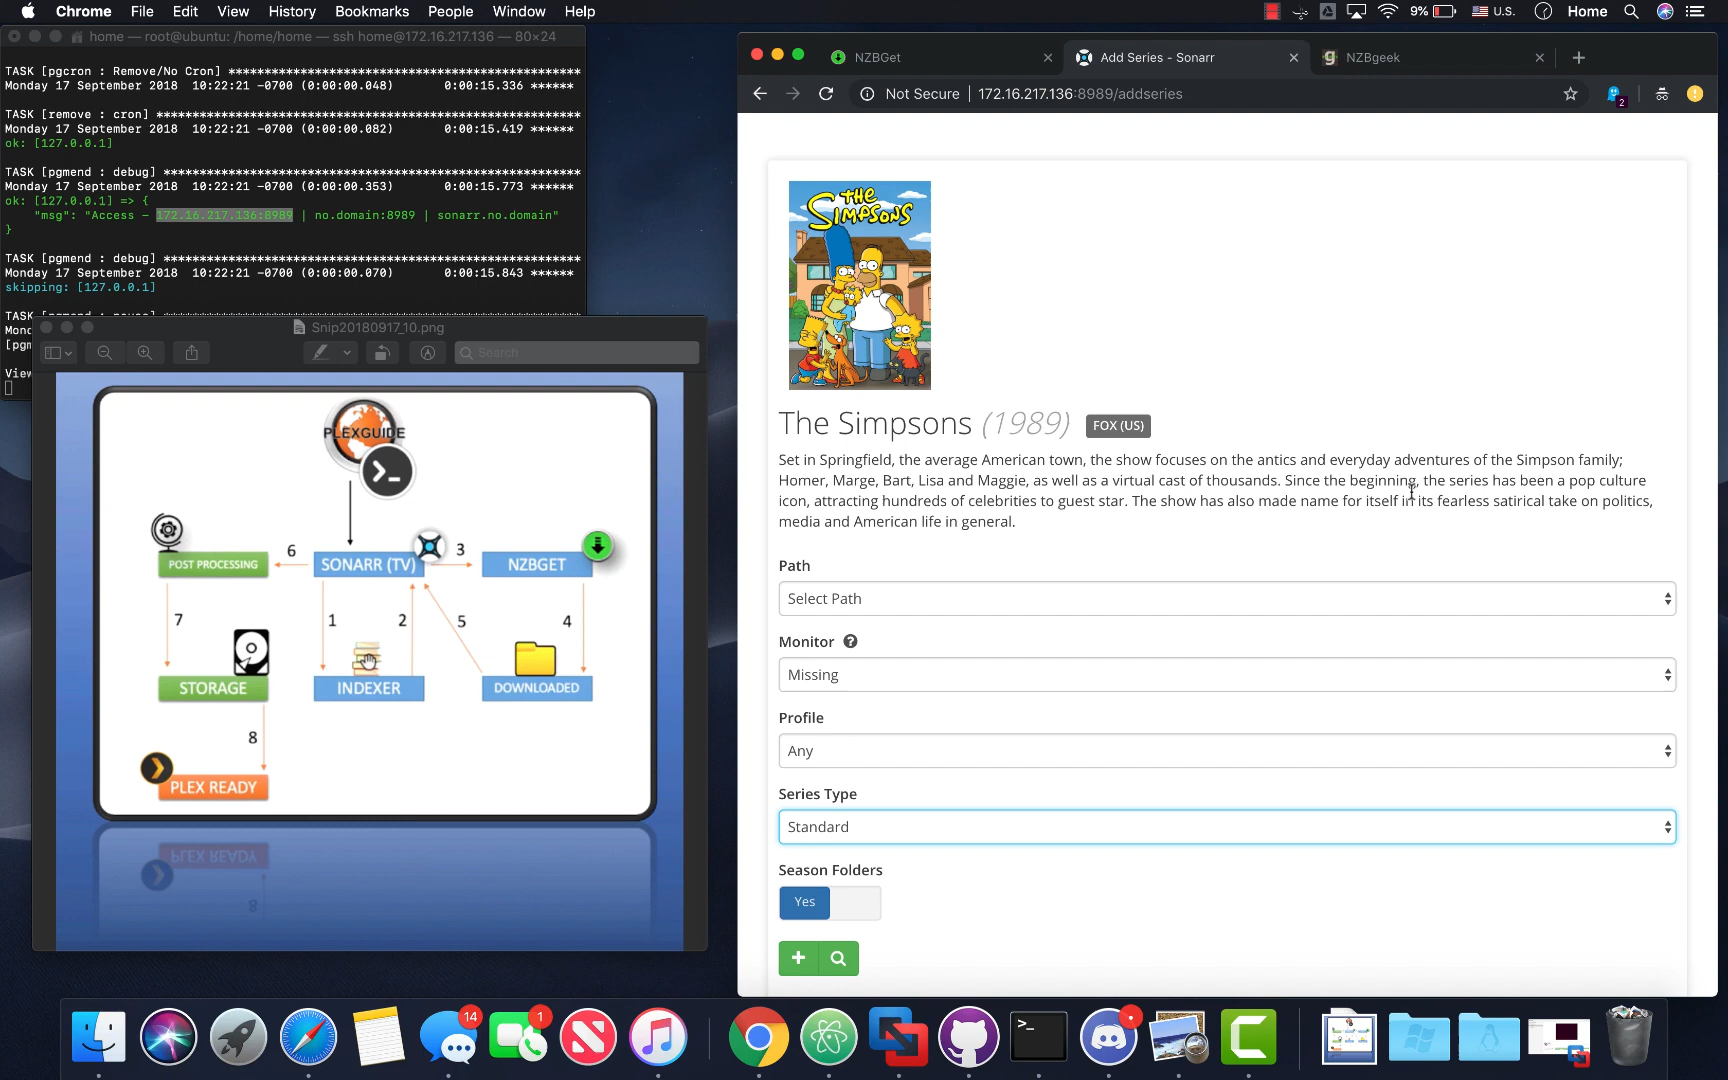 Chrome File Edit View History Bookmarks People Window Help
9% U.S. Home
home — root@ubuntu: /home/home — ssh home@172.16.217.136 — 80×24
TASK [pgcron : Remove/No Cron] *************************************************
Monday 17 September 2018 10:22:21 -0700 (0:00:00.048) 0:00:15.336 ******
TASK [remove : cron] ***********************************************************
Monday 17 September 2018 10:22:21 -0700 (0:00:00.082) 0:00:15.419 ******
ok: [127.0.0.1]
TASK [pgmend : debug] **********************************************************
Monday 17 September 2018 10:22:21 -0700 (0:00:00.353) 0:00:15.773 ******
ok: [127.0.0.1] => {
"msg": "Access - 172.16.217.136:8989 | no.domain:8989 | sonarr.no.domain"
}
TASK [pgmend : debug] **********************************************************
Monday 17 September 2018 10:22:21 -0700 (0:00:00.070) 0:00:15.843 ******
skipping: [127.0.0.1]
Snip20180917_10.png
Search
PLEXGUIDE
POST PROCESSING
6
SONARR (TV)
3
NZBGET
7
1
2
5
4
STORAGE
INDEXER
DOWNLOADED
8
PLEX READY
NZBGet
Add Series - Sonarr
NZBgeek
Not Secure | 172.16.217.136:8989/addseries
2
The Simpsons
The Simpsons (1989) FOX (US)
Set in Springfield, the average American town, the show focuses on the antics and everyday adventures of the Simpson family;
Homer, Marge, Bart, Lisa and Maggie, as well as a virtual cast of thousands. Since the beginning, the series has been a pop culture
icon, attracting hundreds of celebrities to guest star. The show has also made name for itself in its fearless satirical take on politics,
media and American life in general.
Path
Select Path
Monitor
Missing
Profile
Any
Series Type
Standard
Season Folders
Yes
14
1